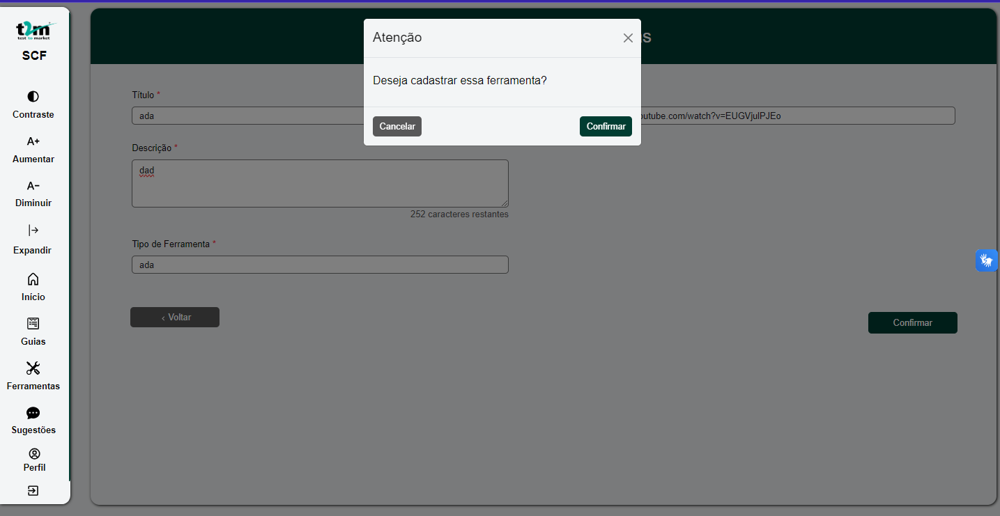 t2m
test to market
SCF
Contraste
A+
Aumentar
A-
Diminuir
Expandir
Início
Guias
Ferramentas
Sugestões
Perfil
Atenção
Deseja cadastrar essa ferramenta?
Cancelar
Confirmar
Título *
ada
outube.com/watch?v=EUGVjulPJEo
Descrição *
dad
252 caracteres restantes
Tipo de Ferramenta *
ada
‹ Voltar
Confirmar